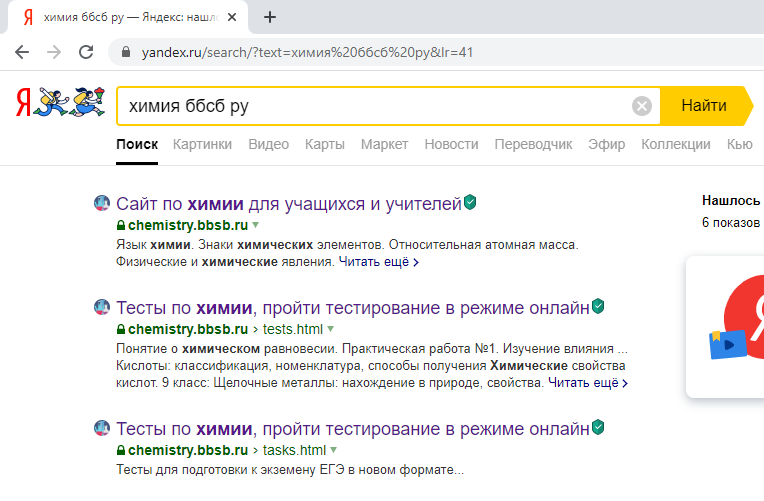 химия ббсб ру — Яндекс: нашло
yandex.ru/search/?text=химия%20ббсб%20ру&lr=41
Я
химия ббсб ру
Найти
Поиск Картинки Видео Карты Маркет Новости Переводчик Эфир Коллекции Кью
Сайт по химии для учащихся и учителей
chemistry.bbsb.ru
Язык химии. Знаки химических элементов. Относительная атомная масса.
Физические и химические явления. Читать ещё >
Тесты по химии, пройти тестирование в режиме онлайн
chemistry.bbsb.ru › tests.html
Понятие о химическом равновесии. Практическая работа №1. Изучение влияния ...
Кислоты: классификация, номенклатура, способы получения Химические свойства
кислот. 9 класс: Щелочные металлы: нахождение в природе, свойства. Читать ещё >
Тесты по химии, пройти тестирование в режиме онлайн
chemistry.bbsb.ru › tasks.html
Тесты для подготовки к экземену ЕГЭ в новом формате...
Нашлось
6 показов